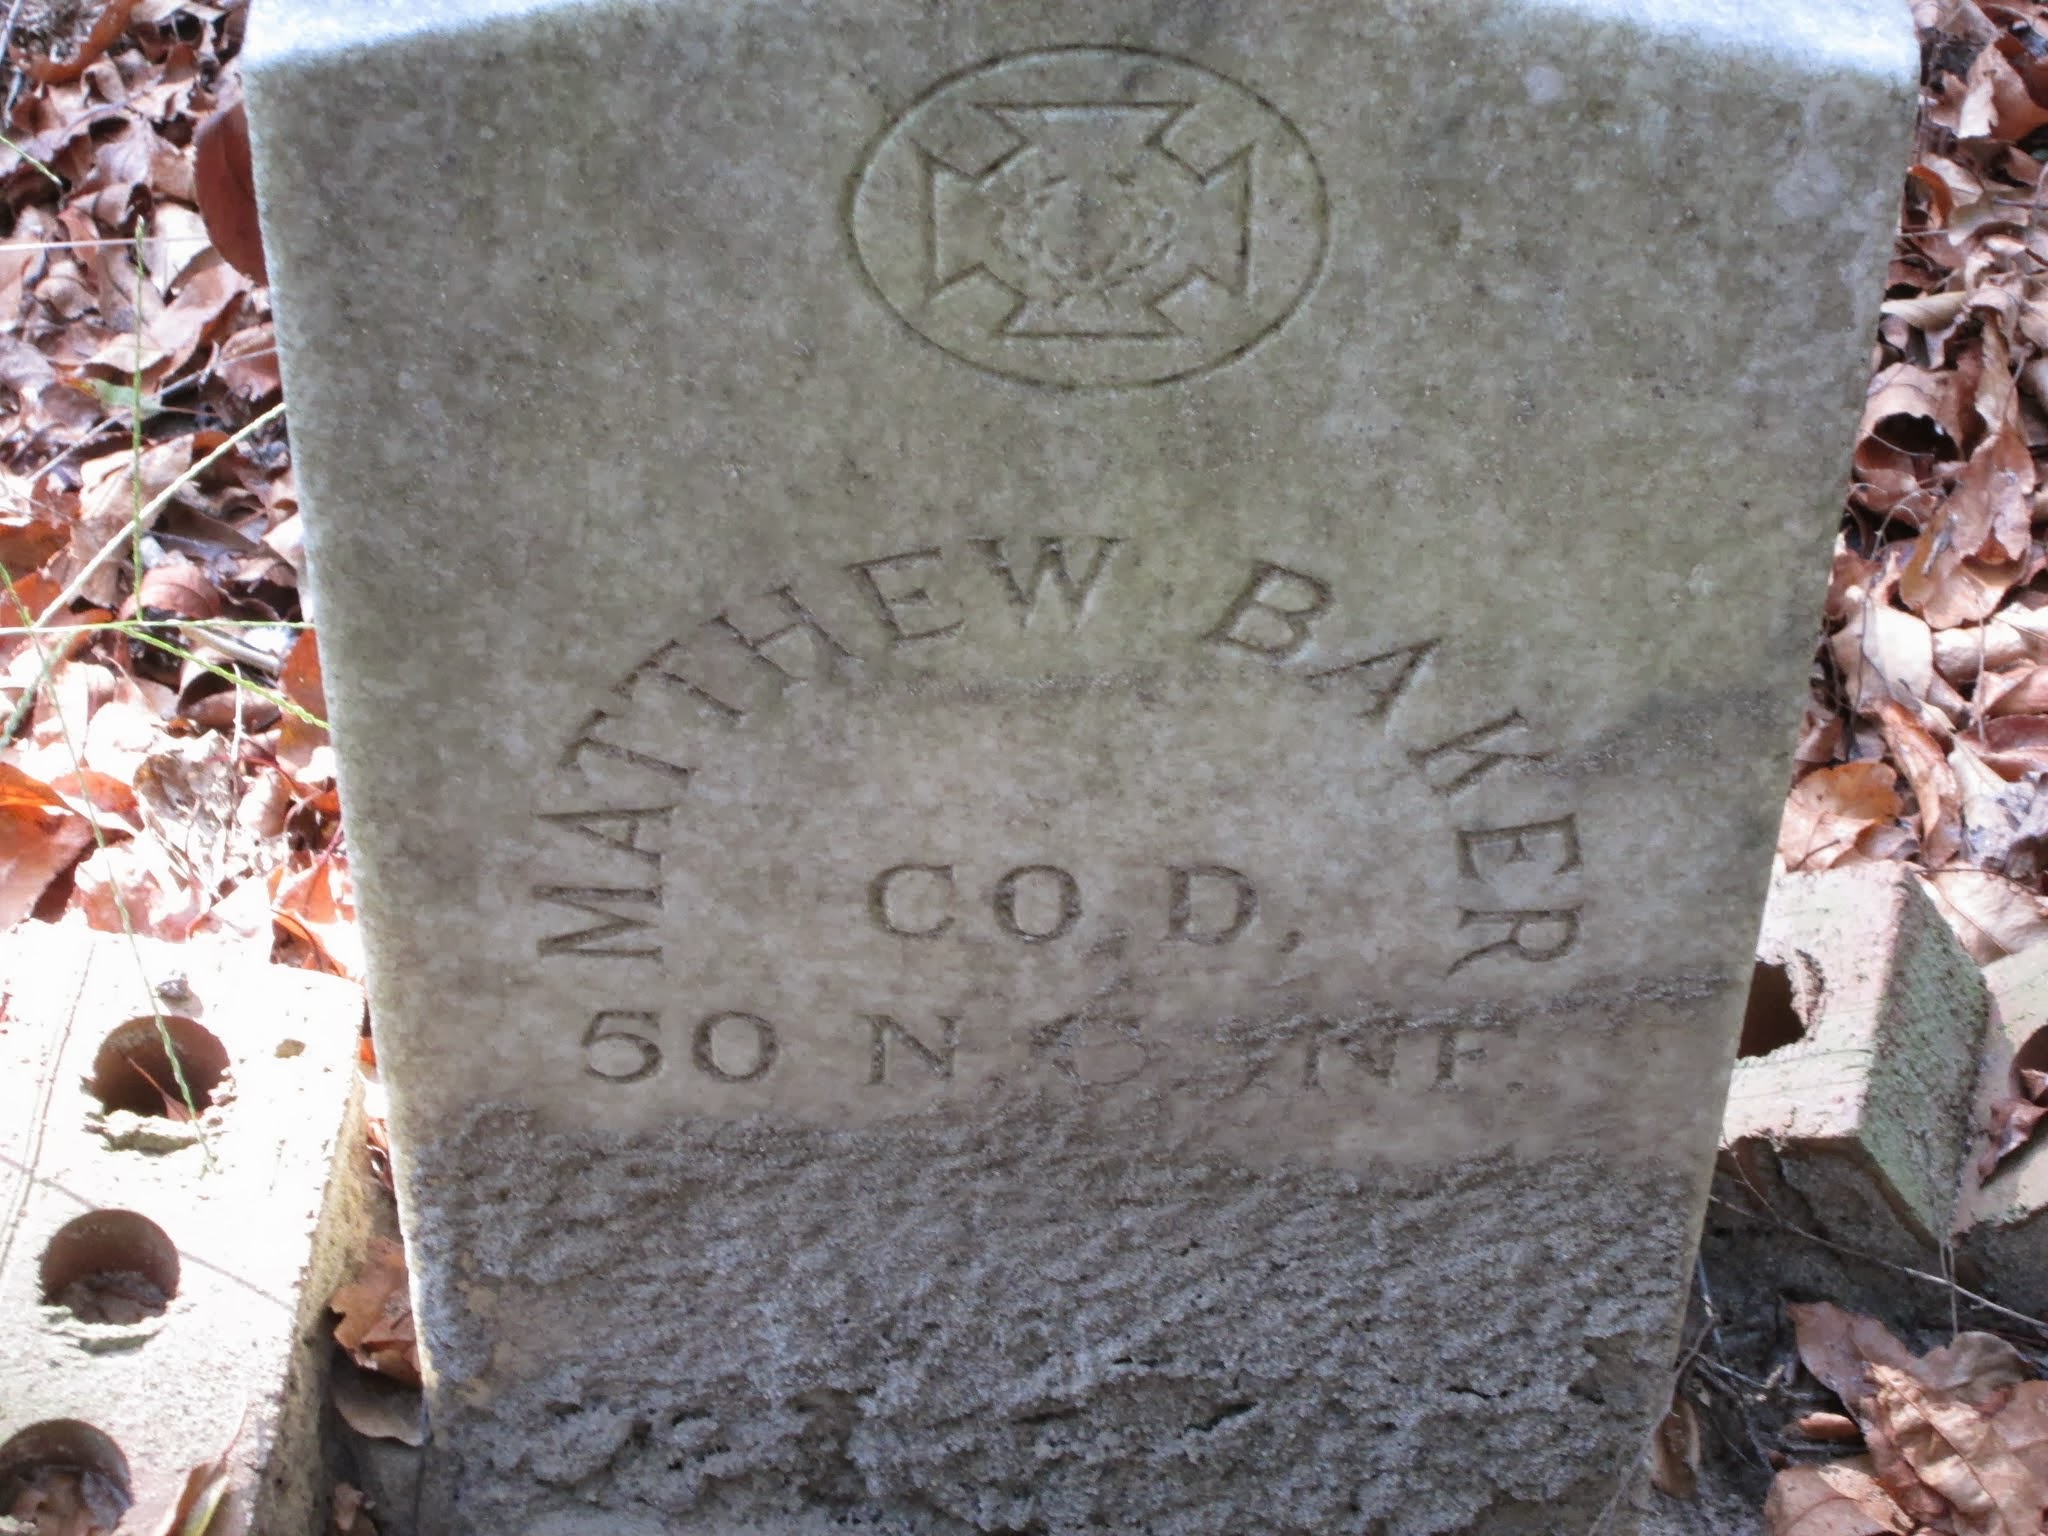 MATTHEW BAKER
CO. D,
50 N.C. INF.